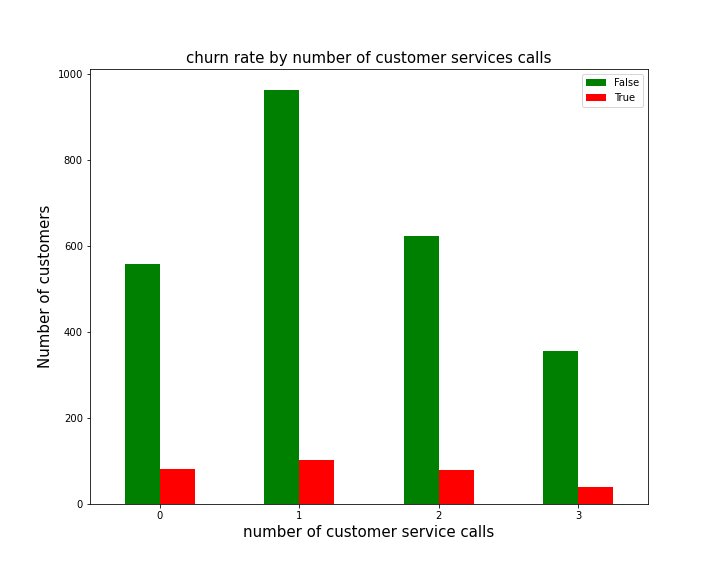 churn rate by number of customer services calls
False
True
1000
800
600
400
200
0
Number of customers
0 1 2 3
number of customer service calls